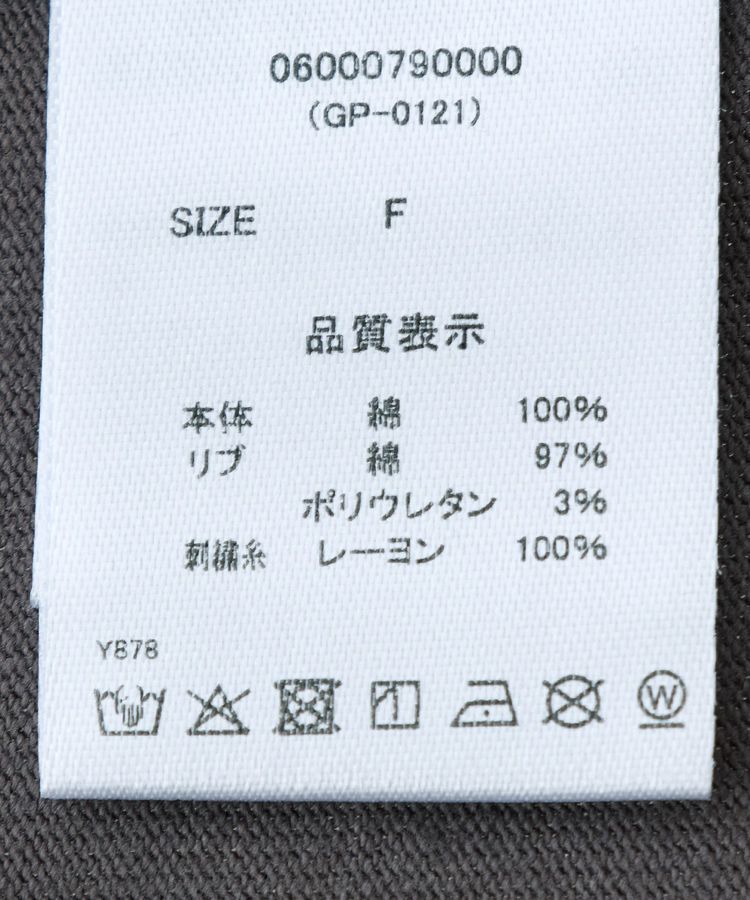 06000790000
(GP-0121)
SIZE F
品質表示
本体 綿 100%
リブ 綿 97%
ポリウレタン 3%
刺繍糸 レーヨン 100%
Y878
W